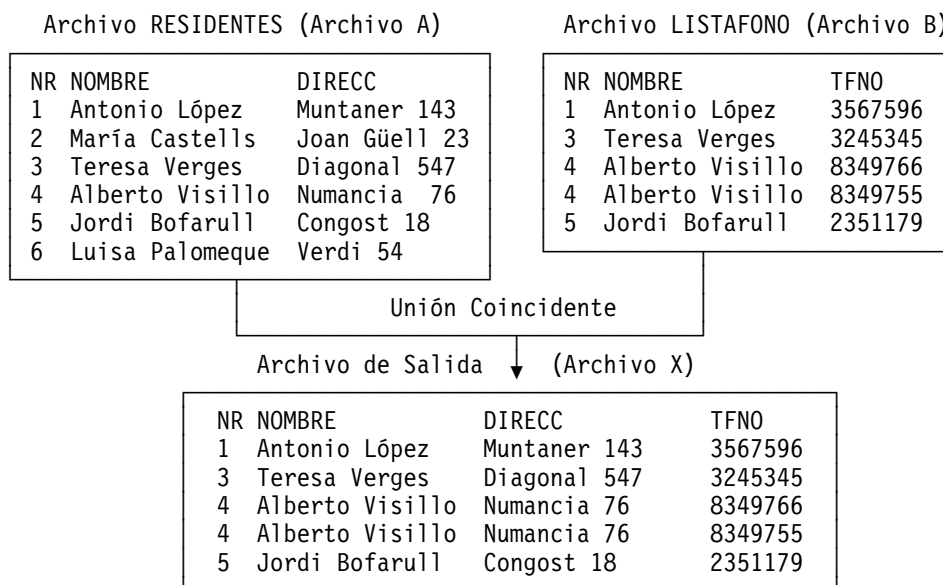 Archivo RESIDENTES (Archivo A)
NR NOMBRE DIRECC
1 Antonio López Muntaner 143
2 María Castells Joan Güell 23
3 Teresa Verges Diagonal 547
4 Alberto Visillo Numancia 76
5 Jordi Bofarull Congost 18
6 Luisa Palomeque Verdi 54
Archivo LISTAFONO (Archivo B)
NR NOMBRE TFNO
1 Antonio López 3567596
3 Teresa Verges 3245345
4 Alberto Visillo 8349766
4 Alberto Visillo 8349755
5 Jordi Bofarull 2351179
Unión Coincidente
Archivo de Salida (Archivo X)
NR NOMBRE DIRECC TFNO
1 Antonio López Muntaner 143 3567596
3 Teresa Verges Diagonal 547 3245345
4 Alberto Visillo Numancia 76 8349766
4 Alberto Visillo Numancia 76 8349755
5 Jordi Bofarull Congost 18 2351179